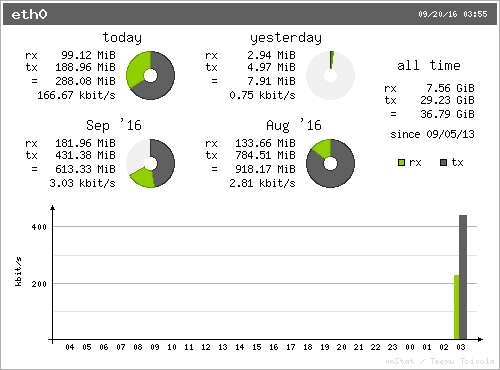 eth0 09/20/16 03:55
today
rx 99.12 MiB
tx 188.96 MiB
= 288.08 MiB
166.67 kbit/s
yesterday
rx 2.94 MiB
tx 4.97 MiB
= 7.91 MiB
0.75 kbit/s
all time
rx 7.56 GiB
tx 29.23 GiB
= 36.79 GiB
since 09/05/13
rx tx
Sep '16
rx 181.96 MiB
tx 431.38 MiB
= 613.33 MiB
3.03 kbit/s
Aug '16
rx 133.66 MiB
tx 784.51 MiB
= 918.17 MiB
2.81 kbit/s
kbit/s
400
200
04 05 06 07 08 09 10 11 12 13 14 15 16 17 18 19 20 21 22 23 00 01 02 03
vnStat / Teemu Toivola